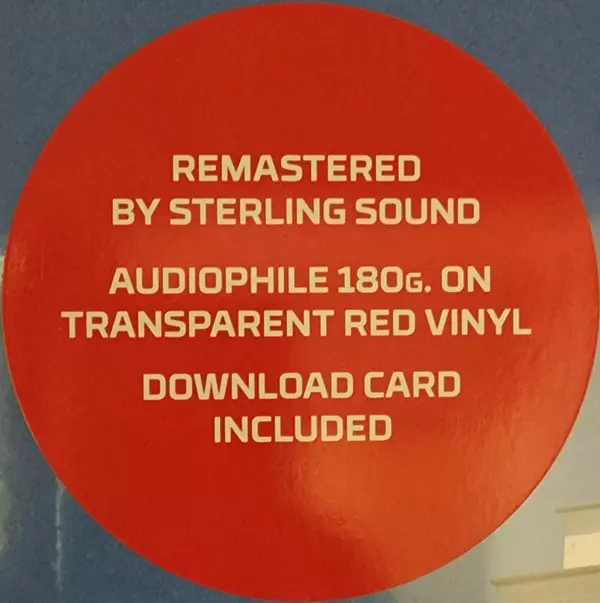 REMASTERED
BY STERLING SOUND
AUDIOPHILE 180G. ON
TRANSPARENT RED VINYL
DOWNLOAD CARD
INCLUDED